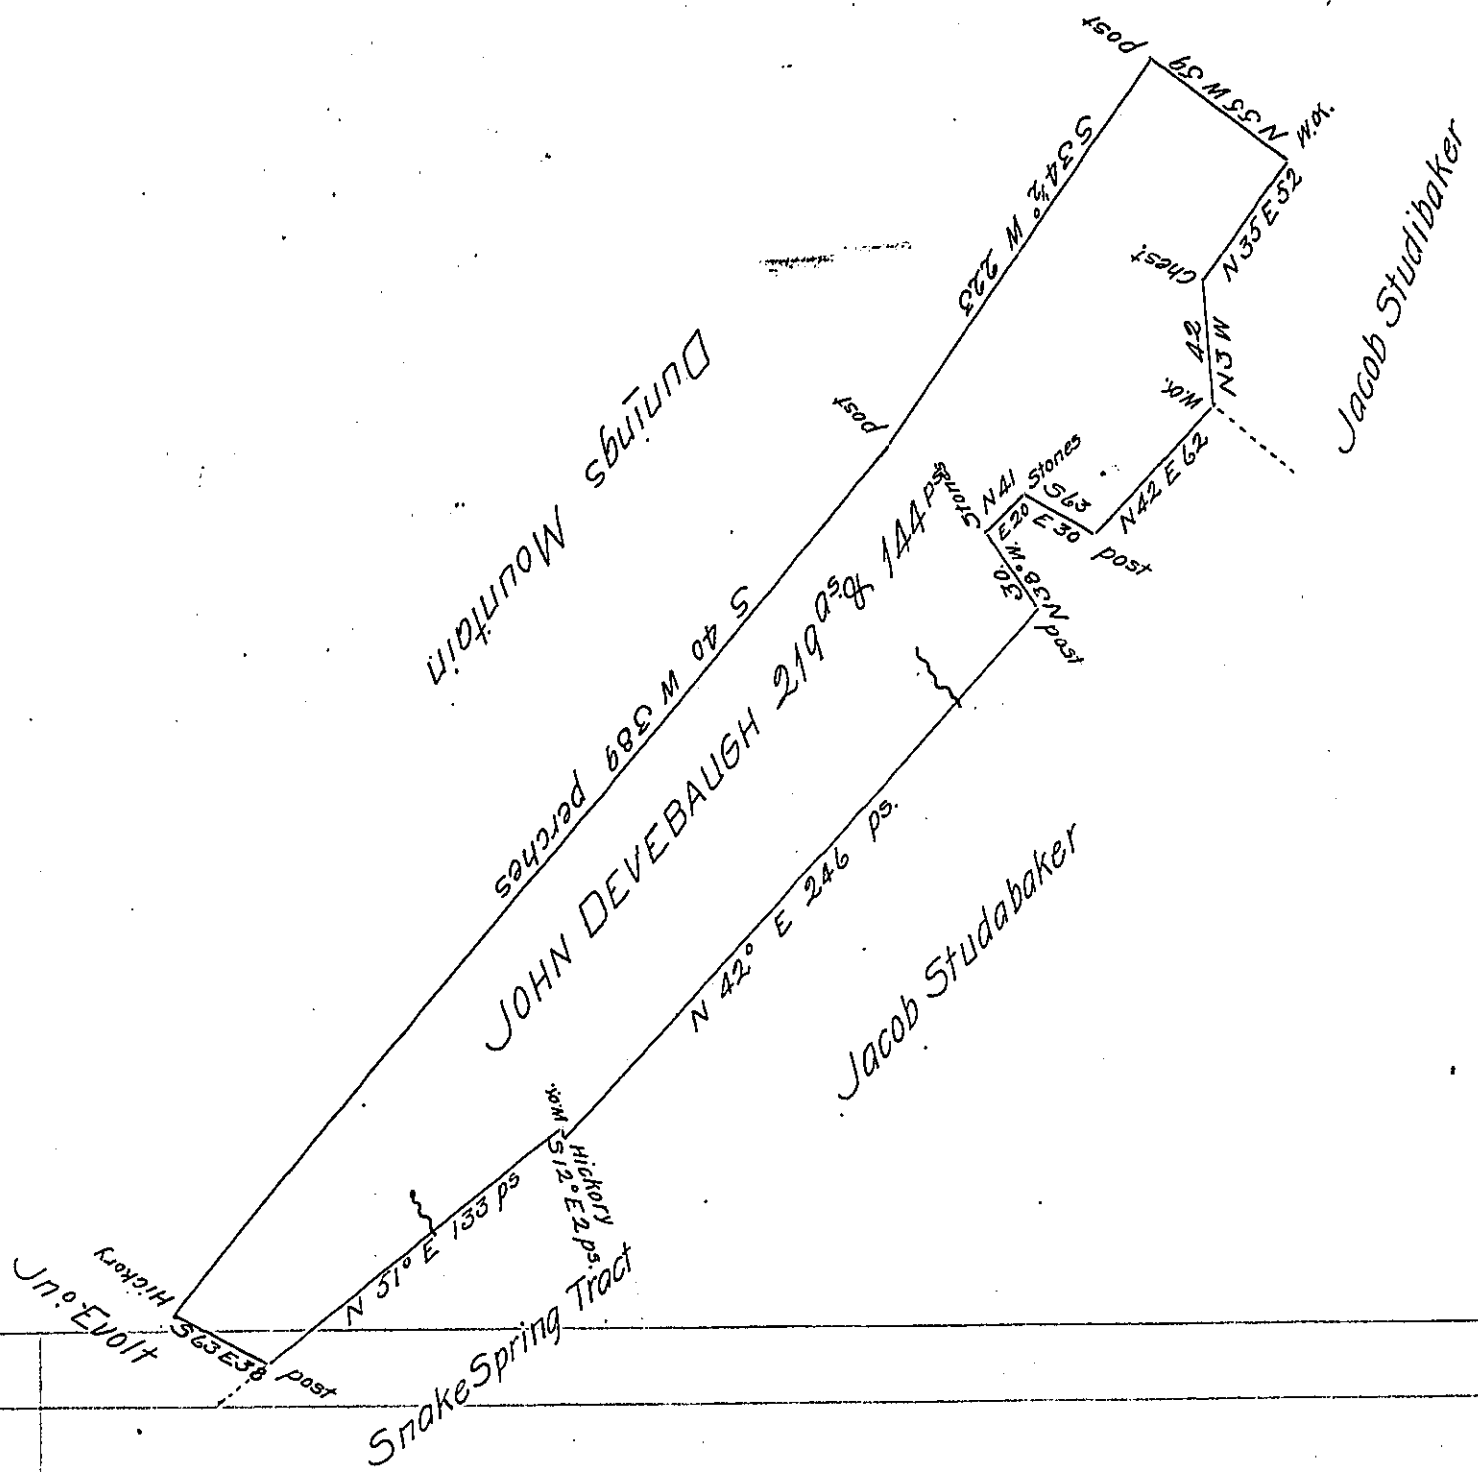 post
N 55 W 59
W.O.
S 34½° W 223
Chest.
N 35 E 52
Jacob Studibaker
42
N 3 W
W.O.
Dunings Mountain
post
N 42 E 62
Stones
N 41
E 20
Stones
S 63
E 30
post
N 38° W.
30.
post
S 40 W 389 perches
JOHN DEVEBAUGH 216 as. & 144 ps.
N 42° E 246 ps.
Jacob Studabaker
W.O.
Hickory
S 12° E 2 ps.
N 51° E 133 ps
Hickory
Jno. Evolt
S 63 E 38
post
Snake Spring Tract